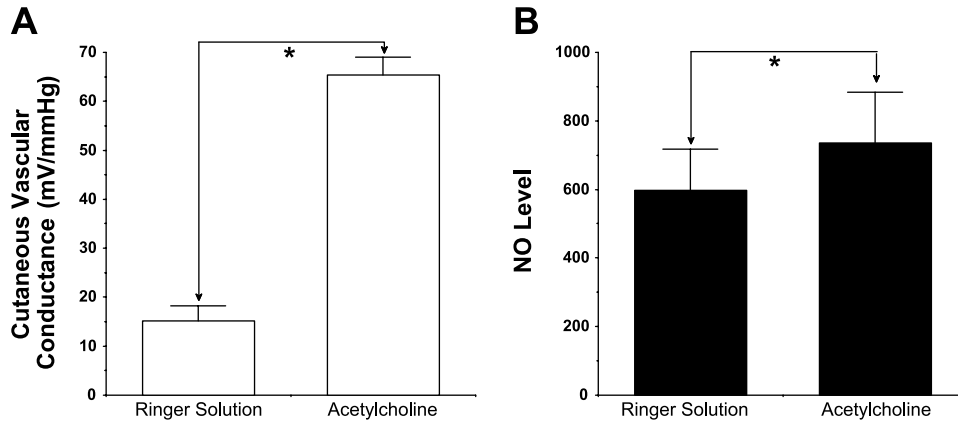 A
Cutaneous Vascular
Conductance (mV/mmHg)
70
60
50
40
30
20
10
0
*
Ringer Solution
Acetylcholine
B
NO Level
1000
800
600
400
200
0
*
Ringer Solution
Acetylcholine